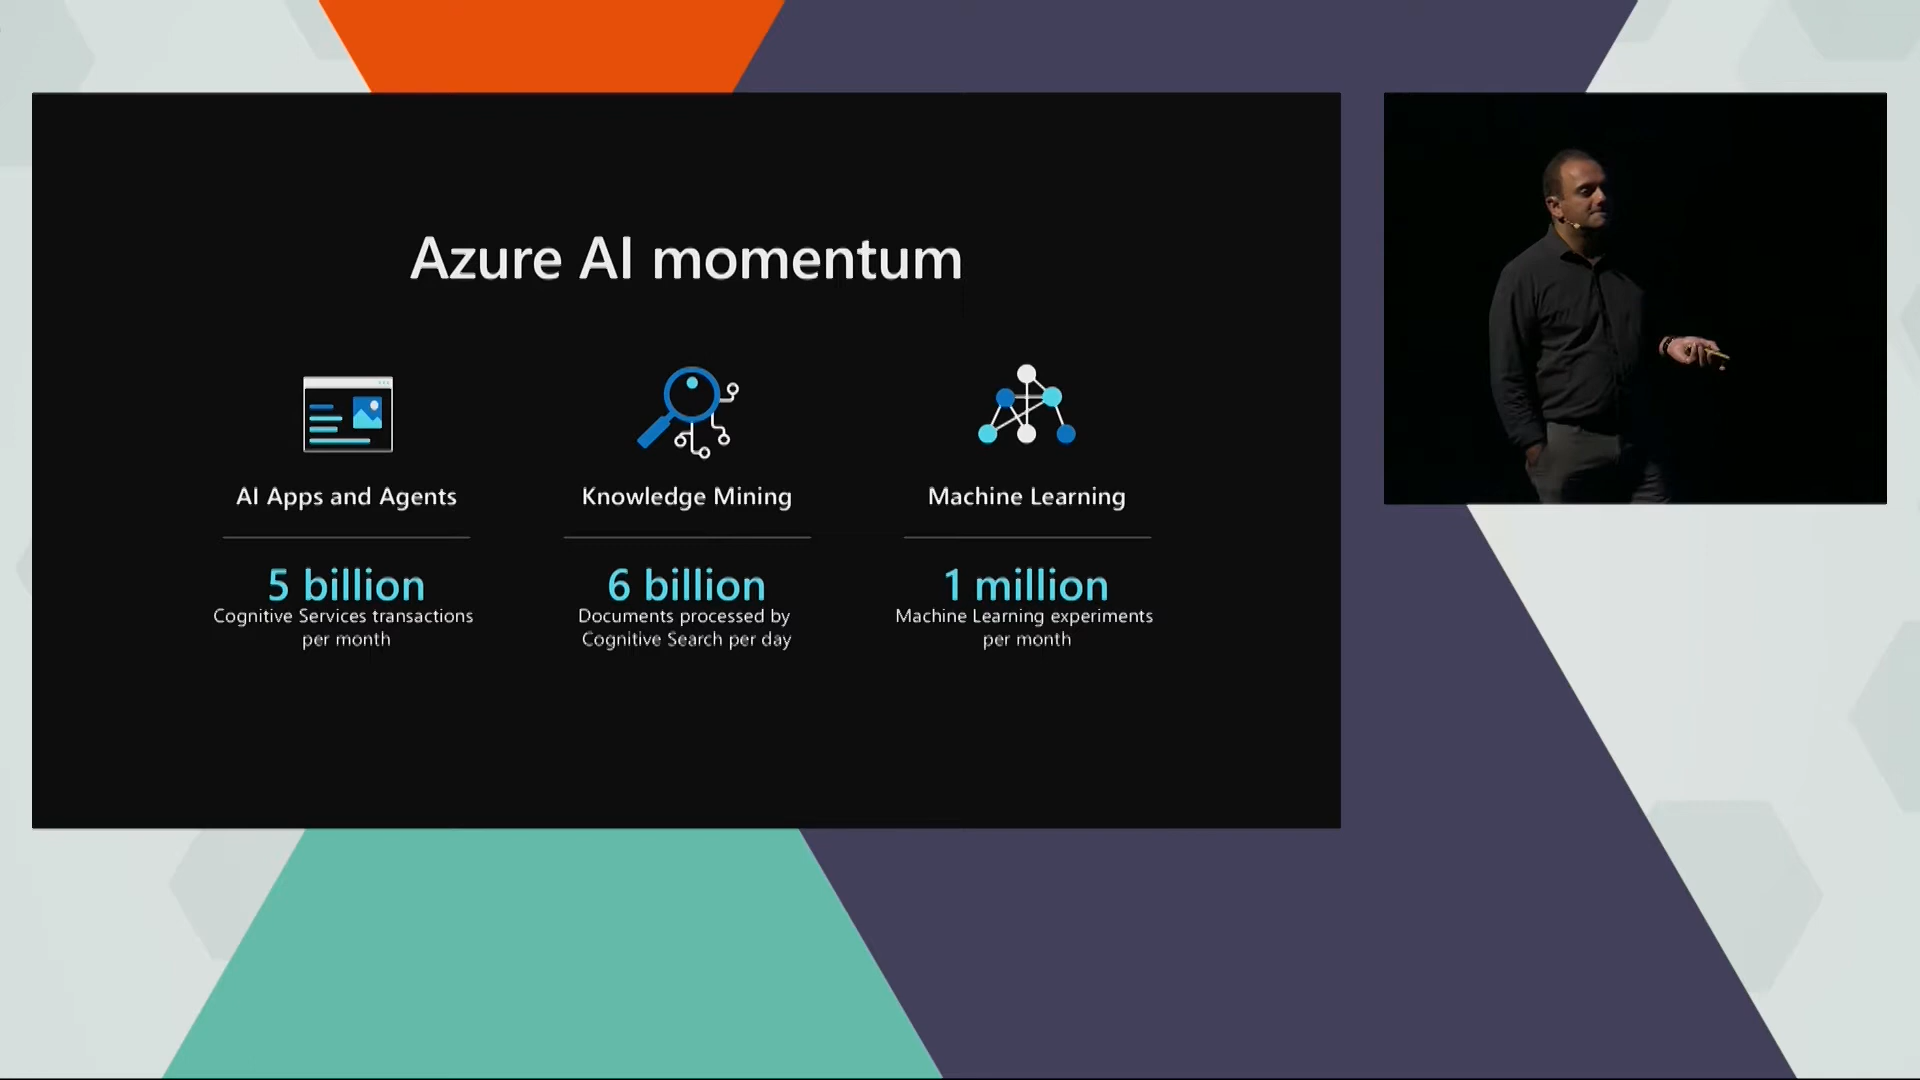 Azure AI momentum
AI Apps and Agents
5 billion
Cognitive Services transactions
per month
Knowledge Mining
6 billion
Documents processed by
Cognitive Search per day
Machine Learning
1 million
Machine Learning experiments
per month